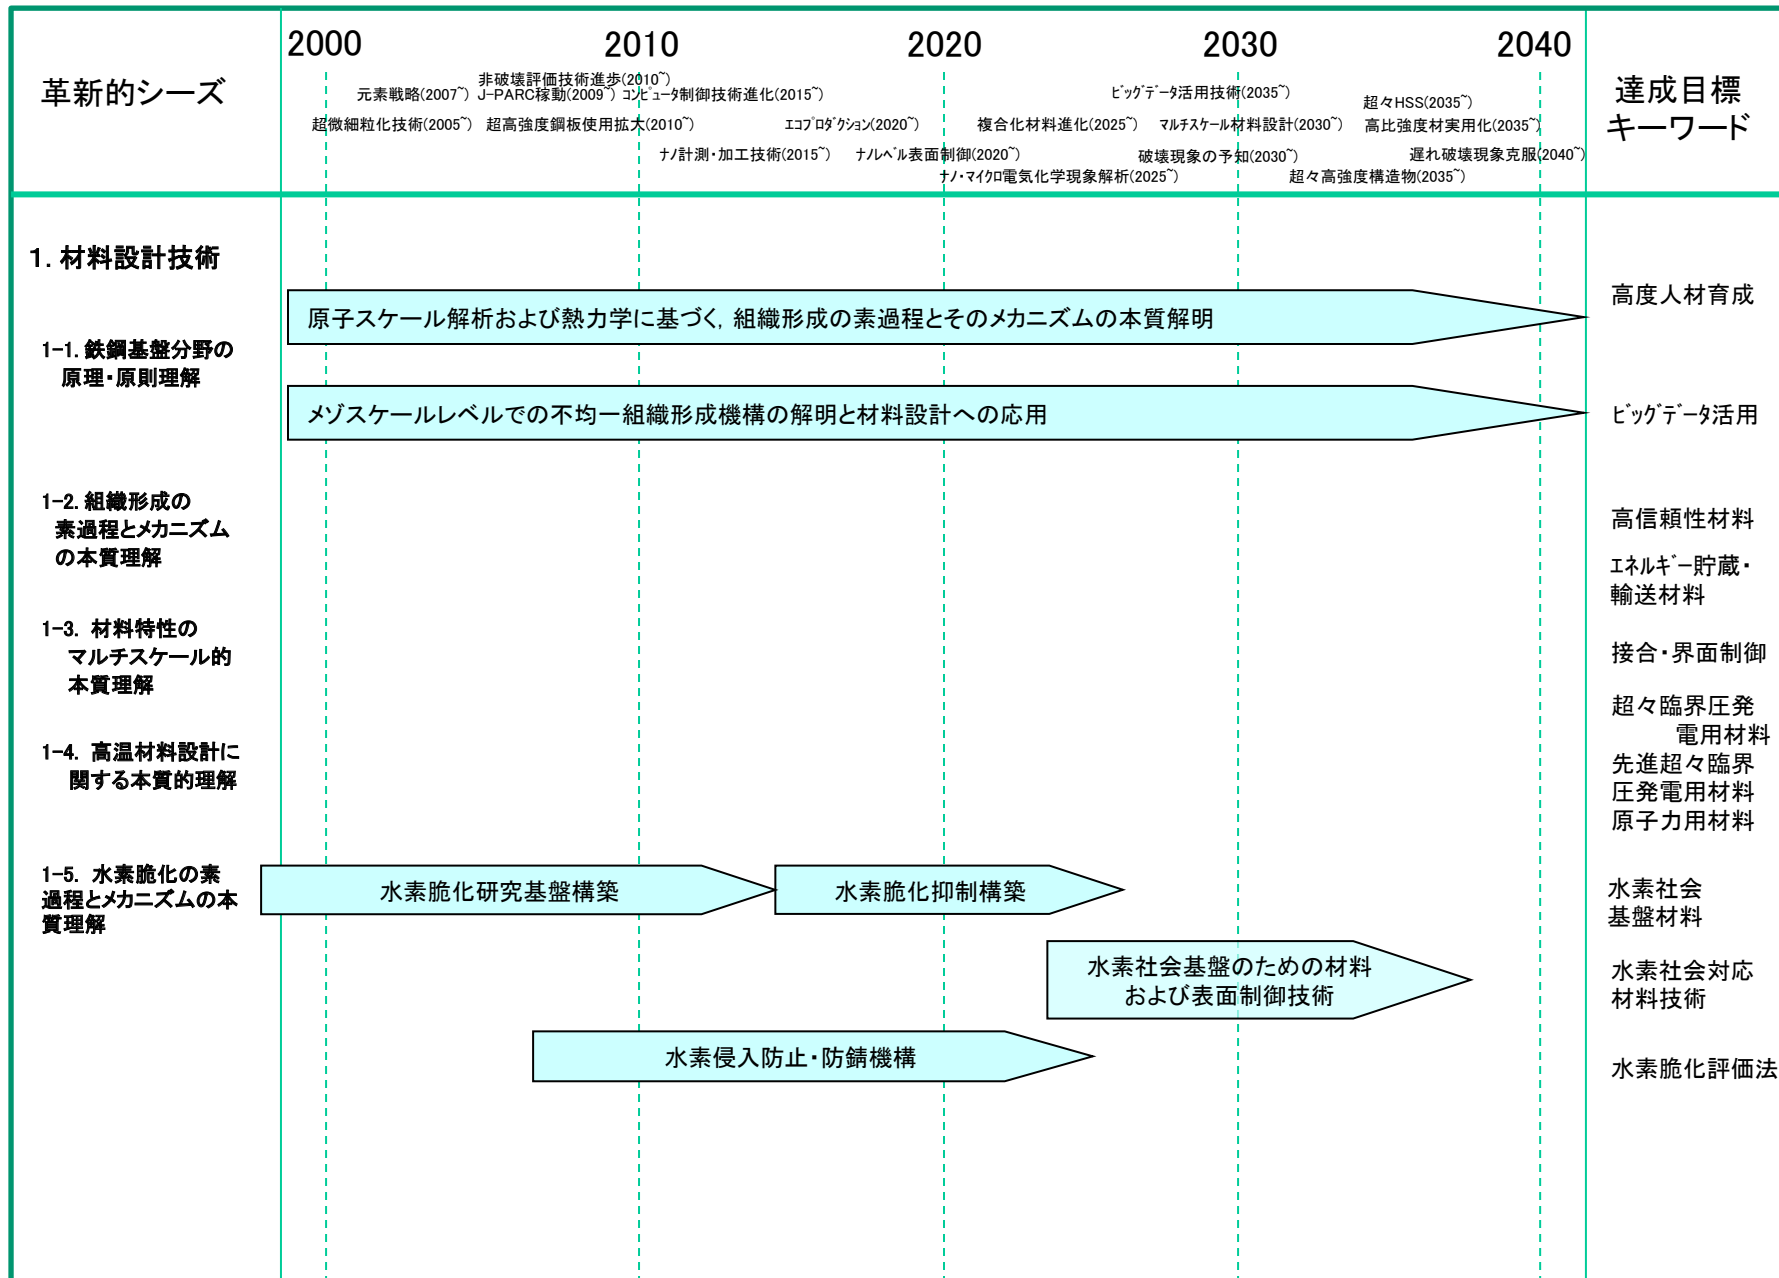 2000 2010 2020 2030 2040
革新的シーズ
達成目標
キーワード
非破壊評価技術進歩(2010~)
元素戦略(2007~) J-PARC稼動(2009~) コンピュータ制御技術進化(2015~)
ビッグデータ活用技術(2035~)
超々HSS(2035~)
超微細粒化技術(2005~) 超高強度鋼板使用拡大(2010~) エコプロダクション(2020~) 複合化材料進化(2025~) マルチスケール材料設計(2030~) 高比強度材実用化(2035~)
ナノ計測・加工技術(2015~) ナノレベル表面制御(2020~) 破壊現象の予知(2030~) 遅れ破壊現象克服(2040~)
ナノ・マイクロ電気化学現象解析(2025~) 超々高強度構造物(2035~)
1. 材料設計技術
原子スケール解析および熱力学に基づく, 組織形成の素過程とそのメカニズムの本質解明
高度人材育成
1-1. 鉄鋼基盤分野の
原理・原則理解
メゾスケールレベルでの不均一組織形成機構の解明と材料設計への応用
ビッグデータ活用
1-2. 組織形成の
素過程とメカニズム
の本質理解
高信頼性材料
エネルギー貯蔵・
輸送材料
1-3. 材料特性の
マルチスケール的
本質理解
接合・界面制御
1-4. 高温材料設計に
関する本質的理解
超々臨界圧発
電用材料
先進超々臨界
圧発電用材料
原子力用材料
1-5. 水素脆化の素
過程とメカニズムの本
質理解
水素脆化研究基盤構築
水素脆化抑制構築
水素社会
基盤材料
水素社会基盤のための材料
および表面制御技術
水素社会対応
材料技術
水素侵入防止・防錆機構
水素脆化評価法